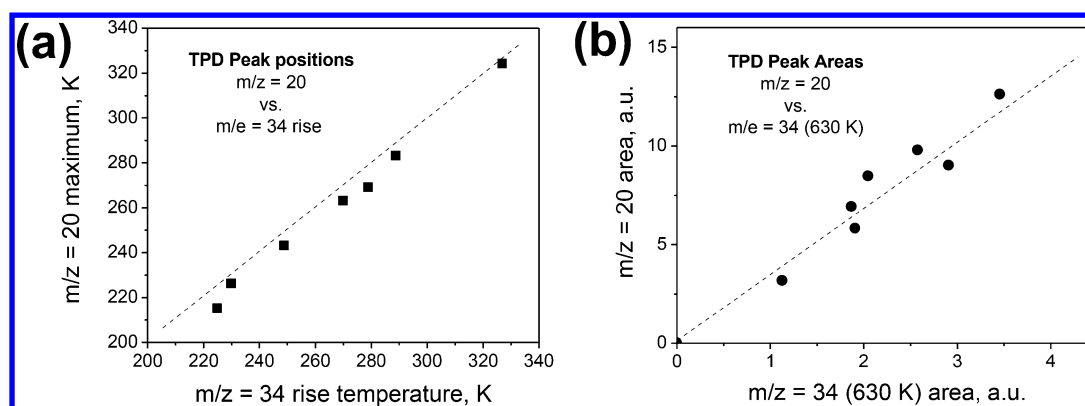 (a)
TPD Peak positions
m/z = 20
vs.
m/e = 34 rise
m/z = 20 maximum, K
340
320
300
280
260
240
220
200
200 220 240 260 280 300 320 340
m/z = 34 rise temperature, K
(b)
TPD Peak Areas
m/z = 20
vs.
m/e = 34 (630 K)
m/z = 20 area, a.u.
15
10
5
0
0 1 2 3 4
m/z = 34 (630 K) area, a.u.